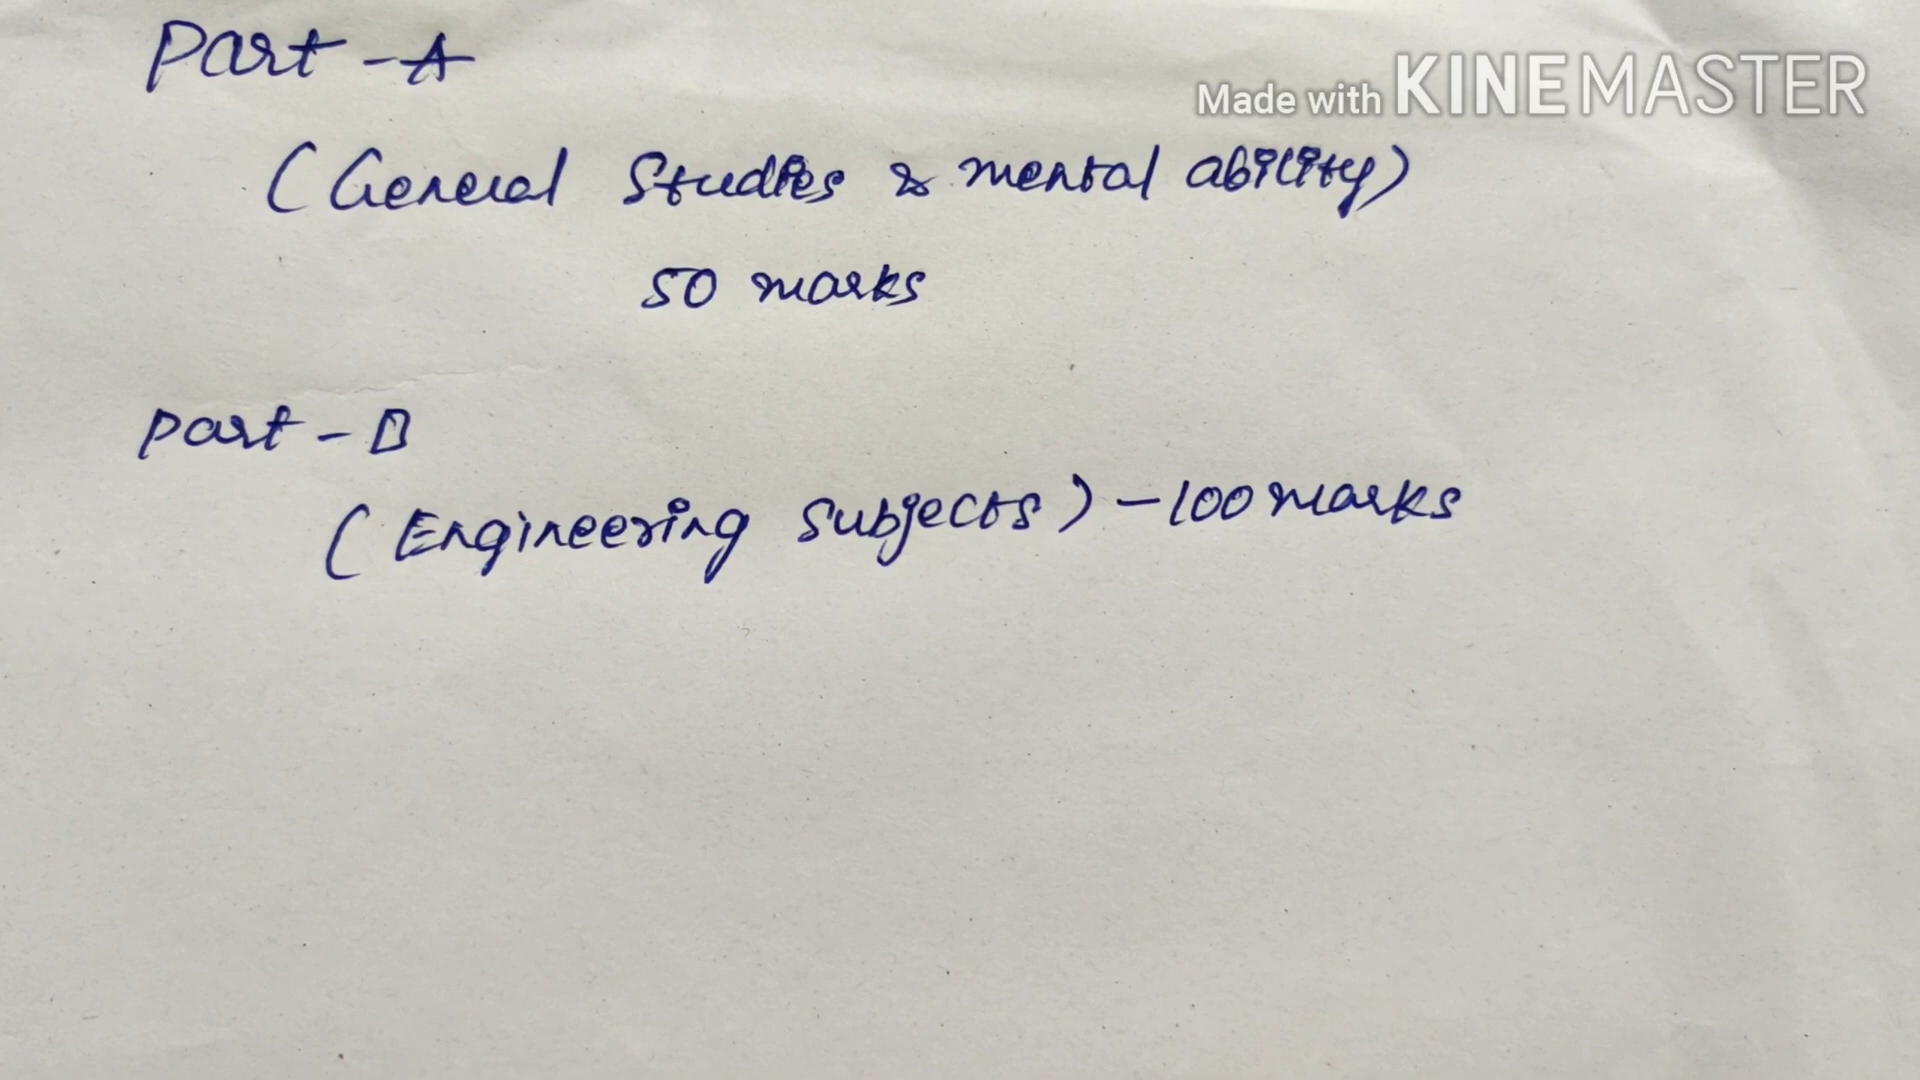 Part - A
Made with KINEMASTER
(General Studies & mental ability)
50 marks
part - B
(Engineering subjects) - 100 marks